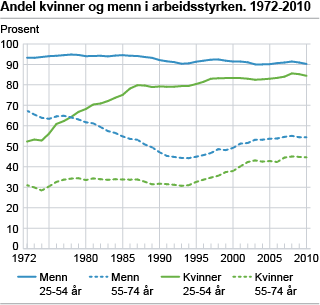 Andel kvinner og menn i arbeidsstyrken. 1972-2010
Prosent
100
90
80
70
60
50
40
30
20
10
0
1972 1980 1985 1990 1995 2000 2005 2010
Menn Menn Kvinner Kvinner
25-54 år 55-74 år 25-54 år 55-74 år